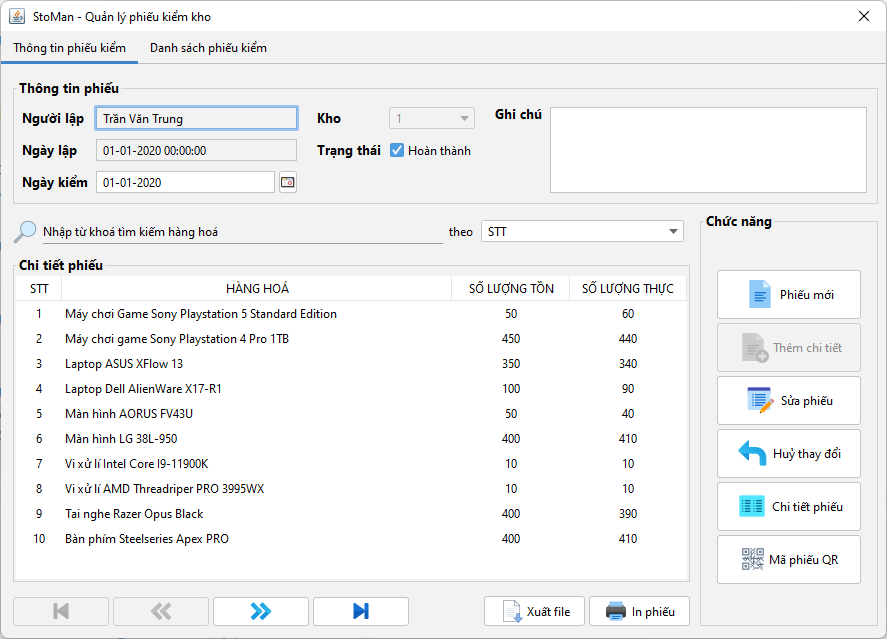 StoMan - Quản lý phiếu kiểm kho
Thông tin phiếu kiểm Danh sách phiếu kiểm
Thông tin phiếu
Người lập Trần Văn Trung Kho 1 Ghi chú
Ngày lập 01-01-2020 00:00:00 Trạng thái Hoàn thành
Ngày kiểm 01-01-2020
Nhập từ khoá tìm kiếm hàng hoá theo STT
Chi tiết phiếu
STT HÀNG HOÁ SỐ LƯỢNG TỒN SỐ LƯỢNG THỰC
1 Máy chơi Game Sony Playstation 5 Standard Edition 50 60
2 Máy chơi game Sony Playstation 4 Pro 1TB 450 440
3 Laptop ASUS XFlow 13 350 340
4 Laptop Dell AlienWare X17-R1 100 90
5 Màn hình AORUS FV43U 50 40
6 Màn hình LG 38L-950 400 410
7 Vi xử lí Intel Core I9-11900K 10 10
8 Vi xử lí AMD Threadriper PRO 3995WX 10 10
9 Tai nghe Razer Opus Black 400 390
10 Bàn phím Steelseries Apex PRO 400 410
Chức năng
Phiếu mới
Thêm chi tiết
Sửa phiếu
Huỷ thay đổi
Chi tiết phiếu
Mã phiếu QR
Xuất file In phiếu